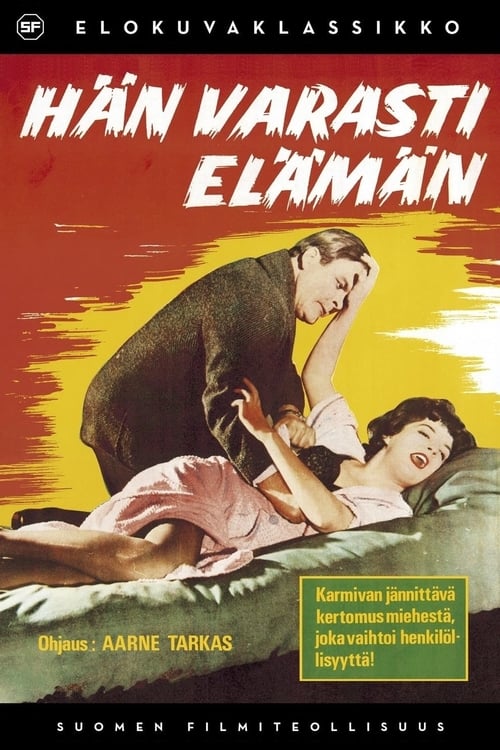 SF ELOKUVAKLASSIKKO
HÄN VARASTI
ELÄMÄN
Karmivan jännittävä
kertomus miehestä,
joka vaihtoi henkilöl-
lisyyttä!
Ohjaus: AARNE TARKAS
SUOMEN FILMITEOLLISUUS